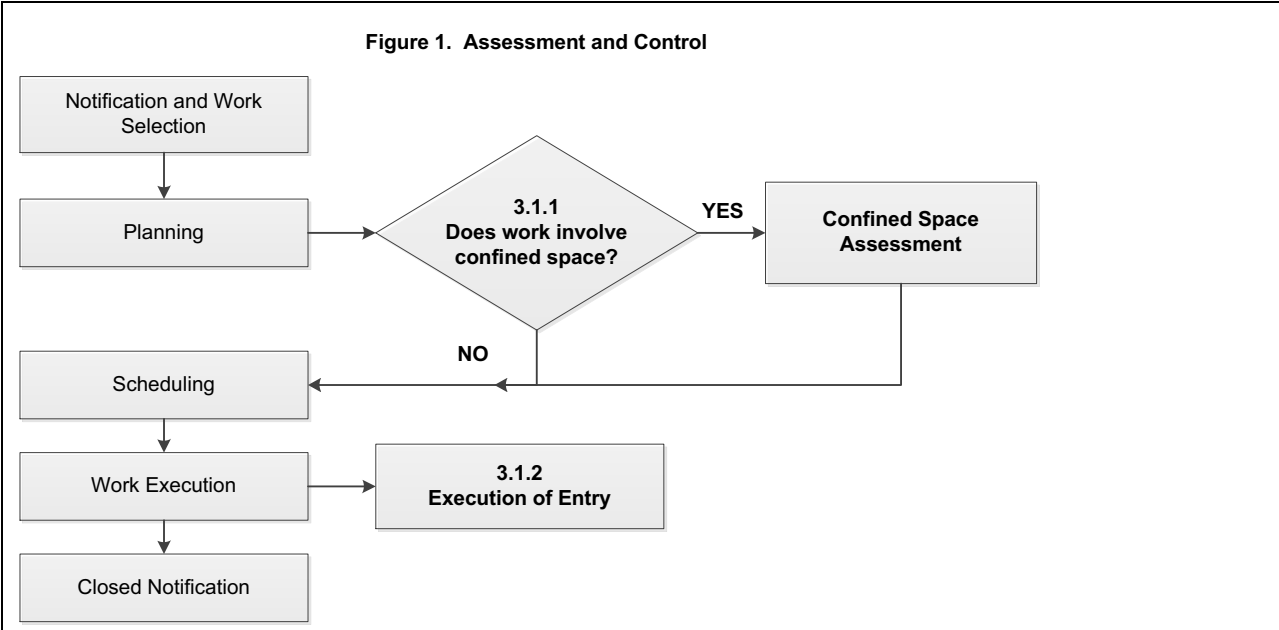 Figure 1.  Assessment and Control
Notification and Work
Selection
Planning
3.1.1
Does work involve
confined space?
YES
Confined Space
Assessment
NO
Scheduling
Work Execution
3.1.2
Execution of Entry
Closed Notification